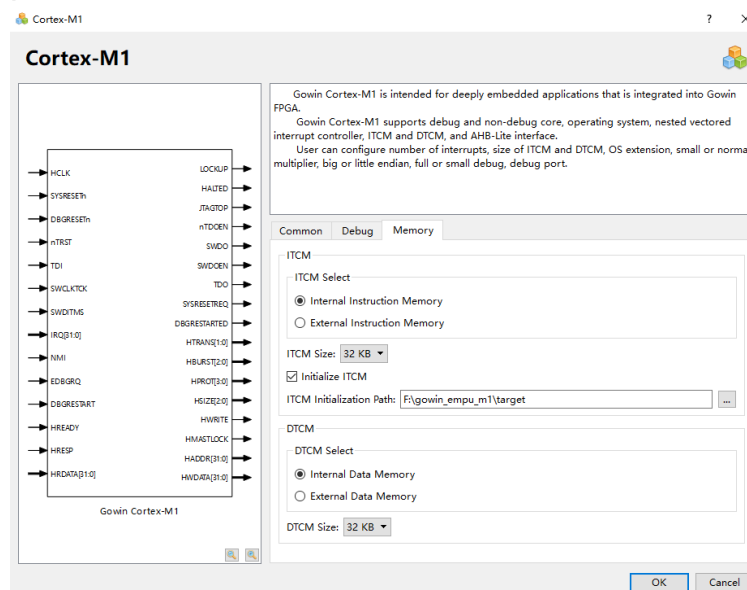 Cortex-M1
?
Cortex-M1
Gowin Cortex-M1 is intended for deeply embedded applications that is integrated into Gowin
FPGA.
Gowin Cortex-M1 supports debug and non-debug core, operating system, nested vectored
interrupt controller, ITCM and DTCM, and AHB-Lite interface.
User can configure number of interrupts, size of ITCM and DTCM, OS extension, small or norma
multiplier, big or little endian, full or small debug, debug port.
HCLK
SYSRESETn
DBGRESETn
nTRST
TDI
SWCLKTCK
SWDITMS
IRQ[31:0]
NMI
EDBGRQ
DBGRESTART
HREADY
HRESP
HRDATA[31:0]
LOCKUP
HALTED
JTAGTOP
nTDOEN
SWDO
SWDOEN
TDO
SYSRESETREQ
DBGRESTARTED
HTRANS[1:0]
HBURST[2:0]
HPROT[3:0]
HSIZE[2:0]
HWRITE
HMASTLOCK
HADDR[31:0]
HWDATA[31:0]
Gowin Cortex-M1
Common Debug Memory
ITCM
ITCM Select
Internal Instruction Memory
External Instruction Memory
ITCM Size: 32 KB
Initialize ITCM
ITCM Initialization Path: F:\gowin_empu_m1\target ...
DTCM
DTCM Select
Internal Data Memory
External Data Memory
DTCM Size: 32 KB
OK Cancel